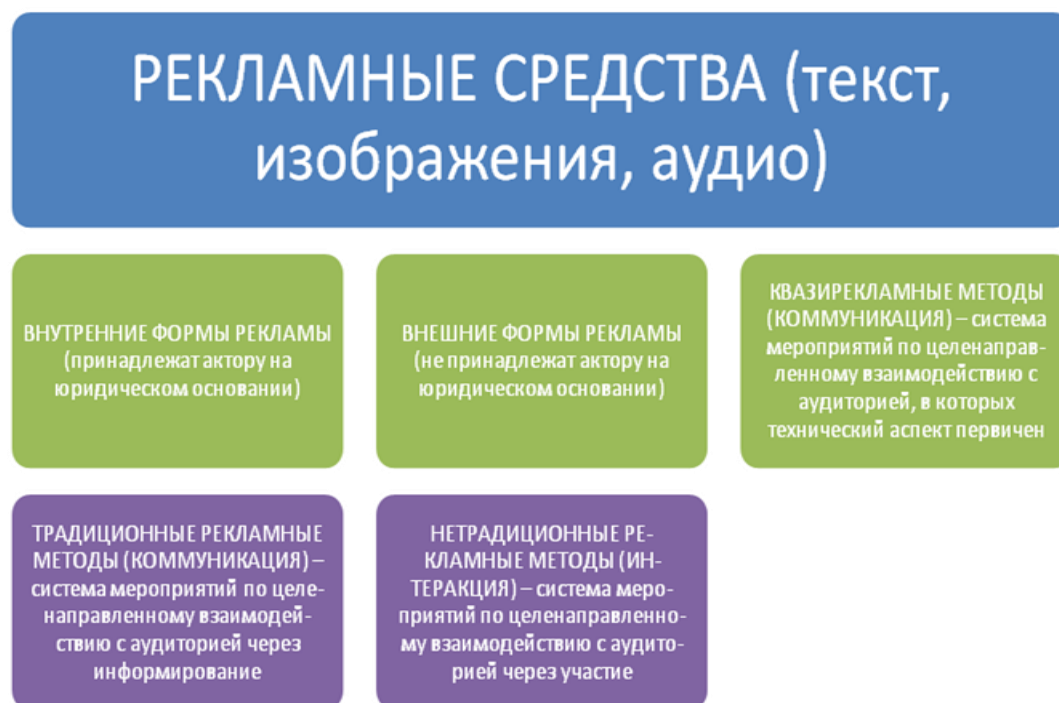 РЕКЛАМНЫЕ СРЕДСТВА (текст,
изображения, аудио)
ВНУТРЕННИЕ ФОРМЫ РЕКЛАМЫ
(принадлежат актору на
юридическом основании)
ВНЕШНИЕ ФОРМЫ РЕКЛАМЫ
(не принадлежат актору на
юридическом основании)
КВАЗИРЕКЛАМНЫЕ МЕТОДЫ
(КОММУНИКАЦИЯ) – система
мероприятий по целенаправ-
ленному взаимодействию с
аудиторией, в которых
технический аспект первичен
ТРАДИЦИОННЫЕ РЕКЛАМНЫЕ
МЕТОДЫ (КОММУНИКАЦИЯ) –
система мероприятий по целе-
направленному взаимодей-
ствию с аудиторией через
информирование
НЕТРАДИЦИОННЫЕ РЕ-
КЛАМНЫЕ МЕТОДЫ (ИН-
ТЕРАКЦИЯ) – система меро-
приятий по целенаправленно-
му взаимодействию с аудито-
рией через участие